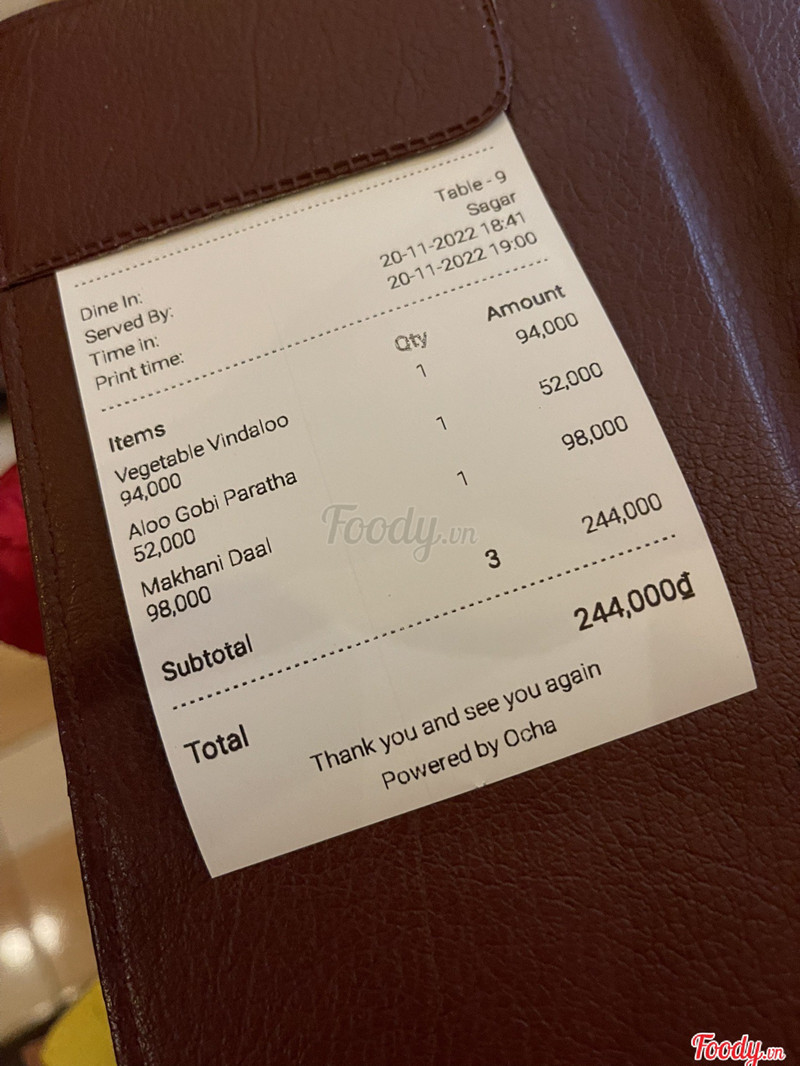 Dine In: Table - 9
Served By: Sagar
Time in: 20-11-2022 18:41
Print time: 20-11-2022 19:00
Items Qty Amount
Vegetable Vindaloo 1 94,000
94,000
Aloo Gobi Paratha 1 52,000
52,000
Makhani Daal 1 98,000
98,000
Subtotal 3 244,000
Total 244,000₫
Thank you and see you again
Powered by Ocha
Foody.vn
Foody.vn